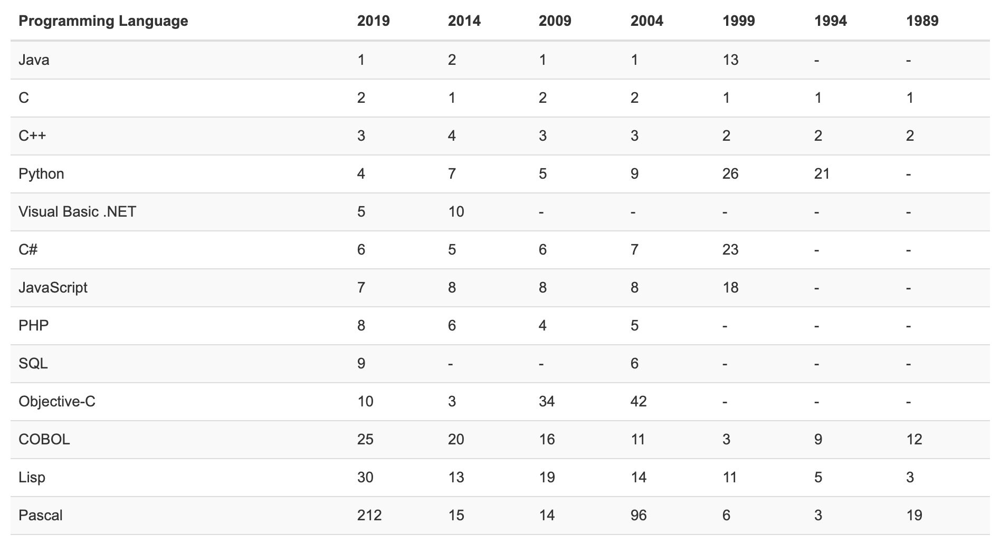 Programming Language 2019 2014 2009 2004 1999 1994 1989
Java 1 2 1 1 13 - -
C 2 1 2 2 1 1 1
C++ 3 4 3 3 2 2 2
Python 4 7 5 9 26 21 -
Visual Basic .NET 5 10 - - - - -
C# 6 5 6 7 23 - -
JavaScript 7 8 8 8 18 - -
PHP 8 6 4 5 - - -
SQL 9 - - 6 - - -
Objective-C 10 3 34 42 - - -
COBOL 25 20 16 11 3 9 12
Lisp 30 13 19 14 11 5 3
Pascal 212 15 14 96 6 3 19